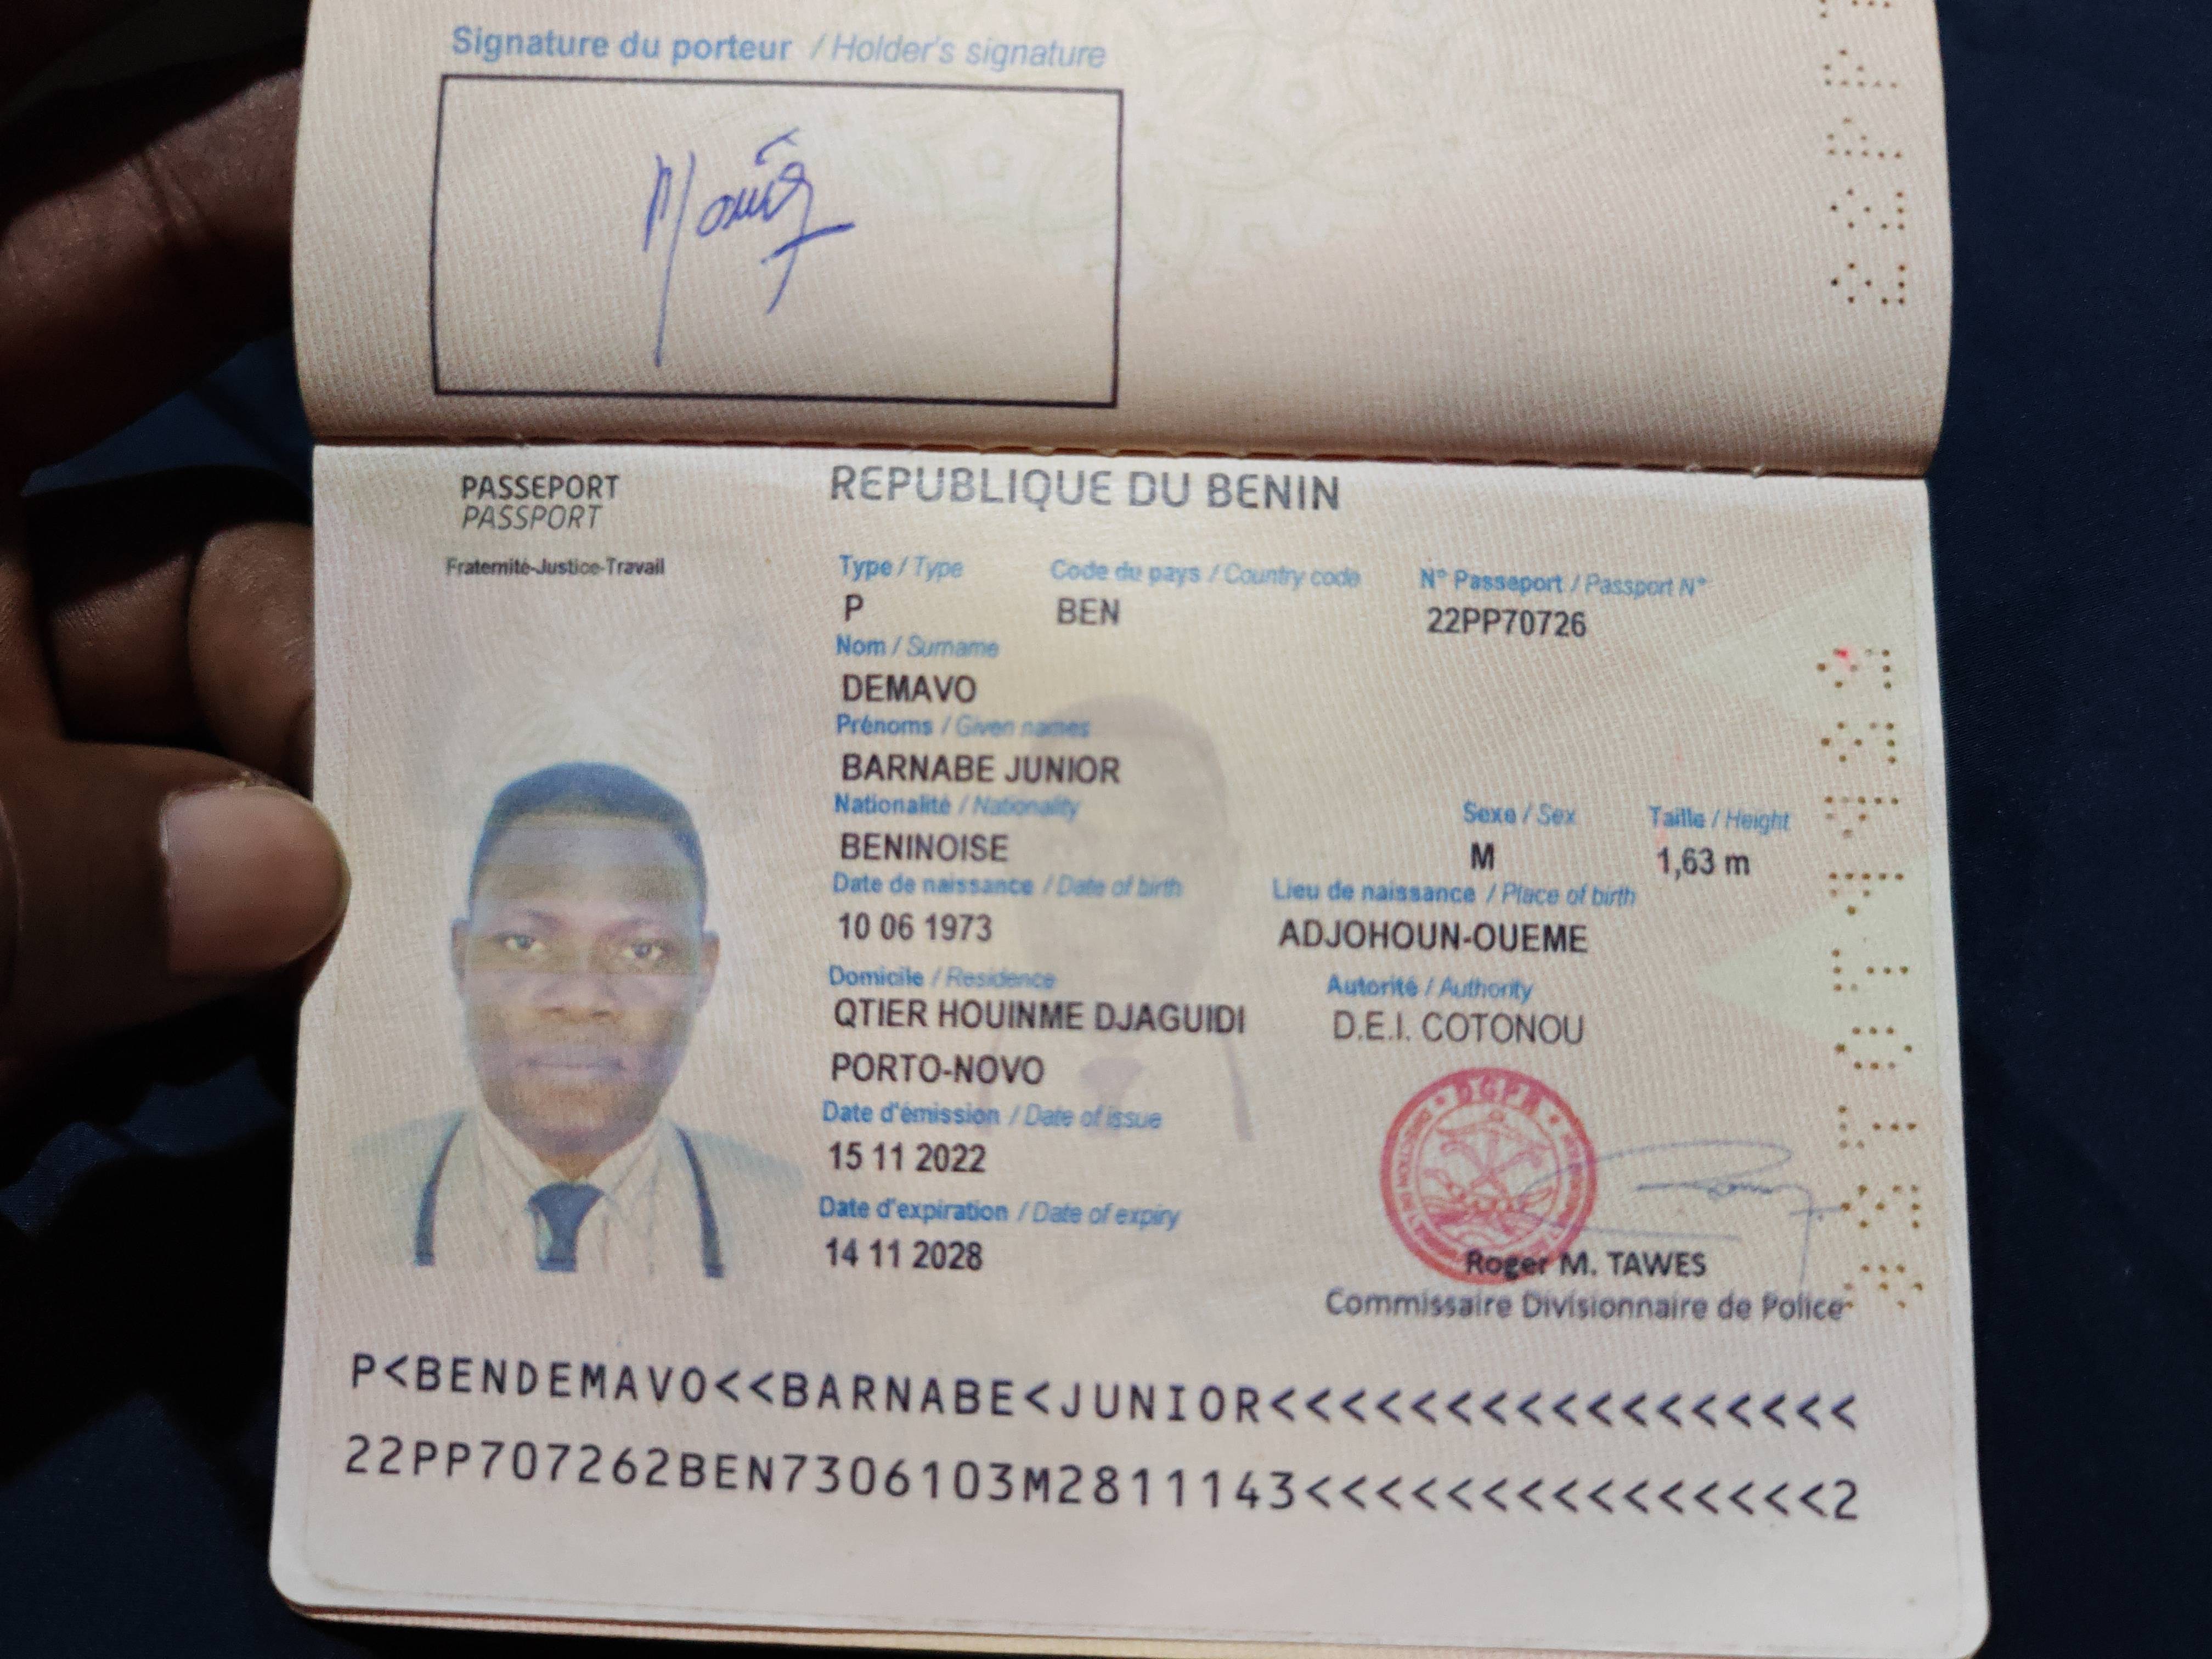 Signature du porteur / Holder's signature
PASSEPORT
PASSPORT
Fraternité-Justice-Travail
REPUBLIQUE DU BENIN
Type / Type Code du pays / Country code N° Passeport / Passport N°
P BEN 22PP70726
Nom / Surname
DEMAVO
Prénoms / Given names
BARNABE JUNIOR
Nationalité / Nationality Sexe / Sex Taille / Height
BENINOISE M 1,63 m
Date de naissance / Date of birth Lieu de naissance / Place of birth
10 06 1973 ADJOHOUN-OUEME
Domicile / Residence Autorité / Authority
QTIER HOUINME DJAGUIDI D.E.I. COTONOU
PORTO-NOVO
Date d'émission / Date of issue
15 11 2022
Date d'expiration / Date of expiry
14 11 2028
Roger M. TAWES
Commissaire Divisionnaire de Police
P<BENDEMAVO<<BARNABE<JUNIOR<<<<<<<<<<<<<<<<<
22PP707262BEN7306103M2811143<<<<<<<<<<<<<<<2